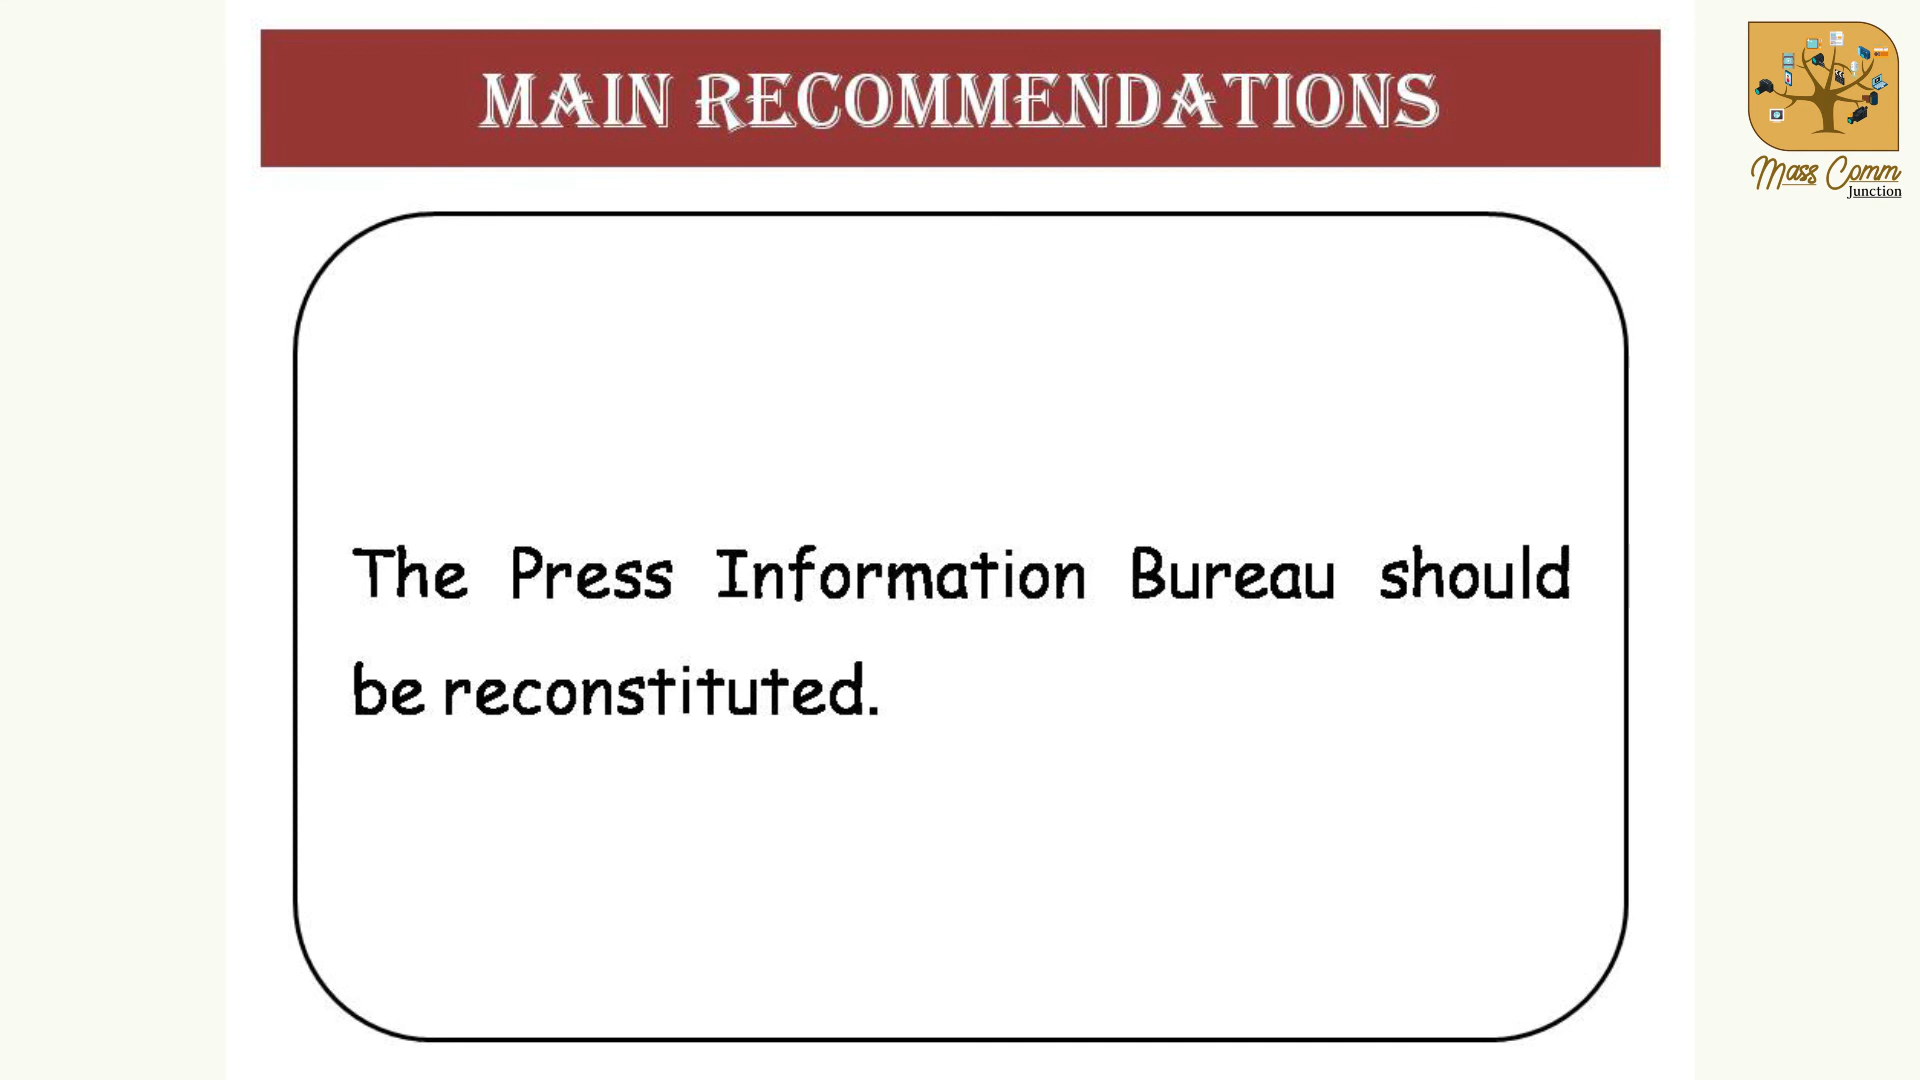 MAIN RECOMMENDATIONS
Mass Comm
Junction
The Press Information Bureau should
be reconstituted.